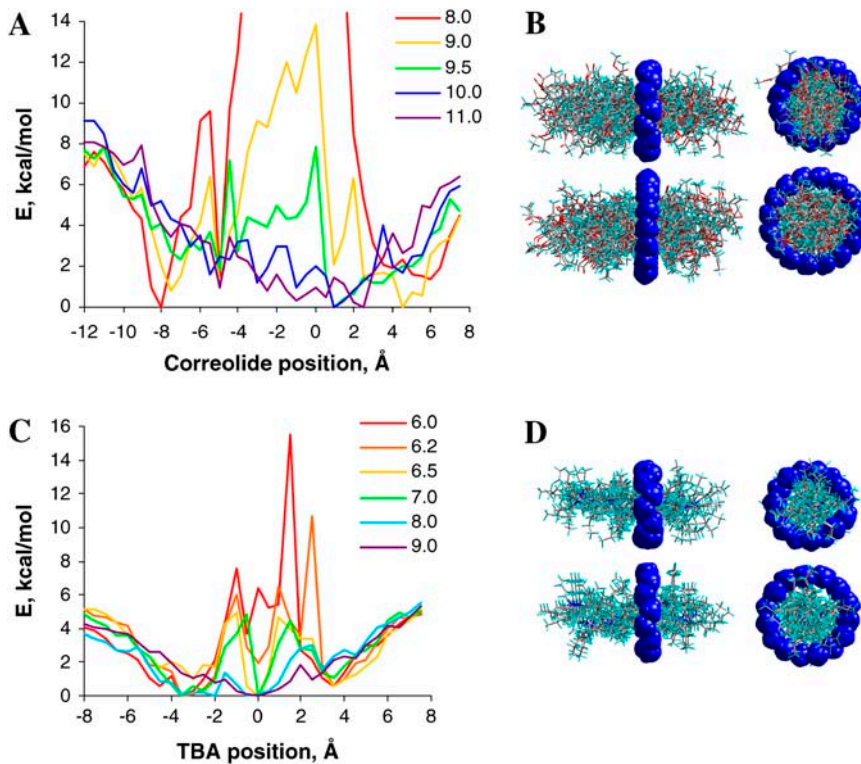 A
14
12
10
8
6
4
2
0
E, kcal/mol
-12 -10 -8 -6 -4 -2 0 2 4 6 8
Correolide position, Å
8.0
9.0
9.5
10.0
11.0
B
C
16
14
12
10
8
6
4
2
0
E, kcal/mol
-8 -6 -4 -2 0 2 4 6 8
TBA position, Å
6.0
6.2
6.5
7.0
8.0
9.0
D